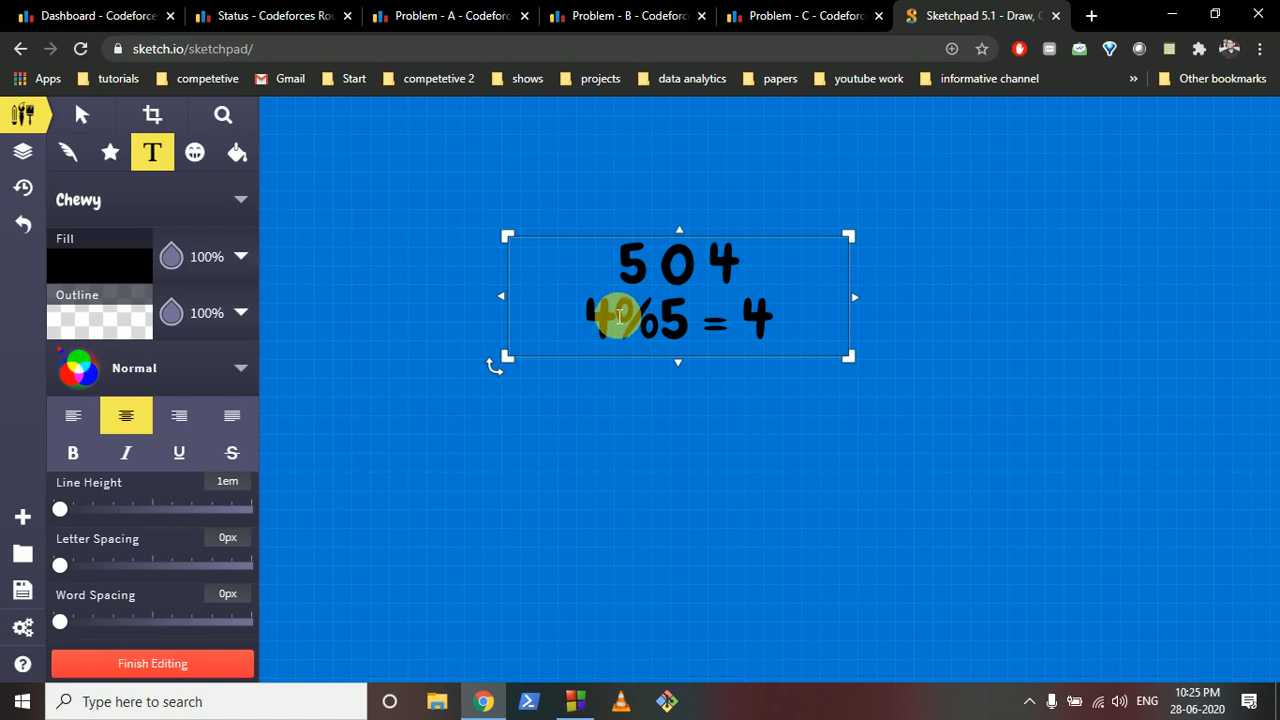 Dashboard - Codeforce
Status - Codeforces Rou
Problem - A - Codeforc
Problem - B - Codeforc
Problem - C - Codeforc
Sketchpad 5.1 - Draw, C
sketch.io/sketchpad/
Apps
tutorials
competetive
Gmail
Start
competetive 2
shows
projects
data analytics
papers
youtube work
informative channel
»
Other bookmarks
T
Chewy
Fill
100%
Outline
100%
Normal
B I U S
Line Height 1em
Letter Spacing 0px
Word Spacing 0px
Finish Editing
5 0 4
4%5 = 4
Type here to search
ENG
10:25 PM
28-06-2020